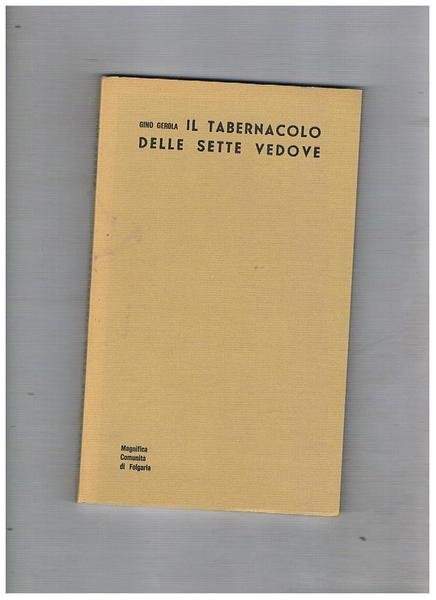 GINO GEROLA IL TABERNACOLO
DELLE SETTE VEDOVE
Magnifica
Comunità
di Folgaria